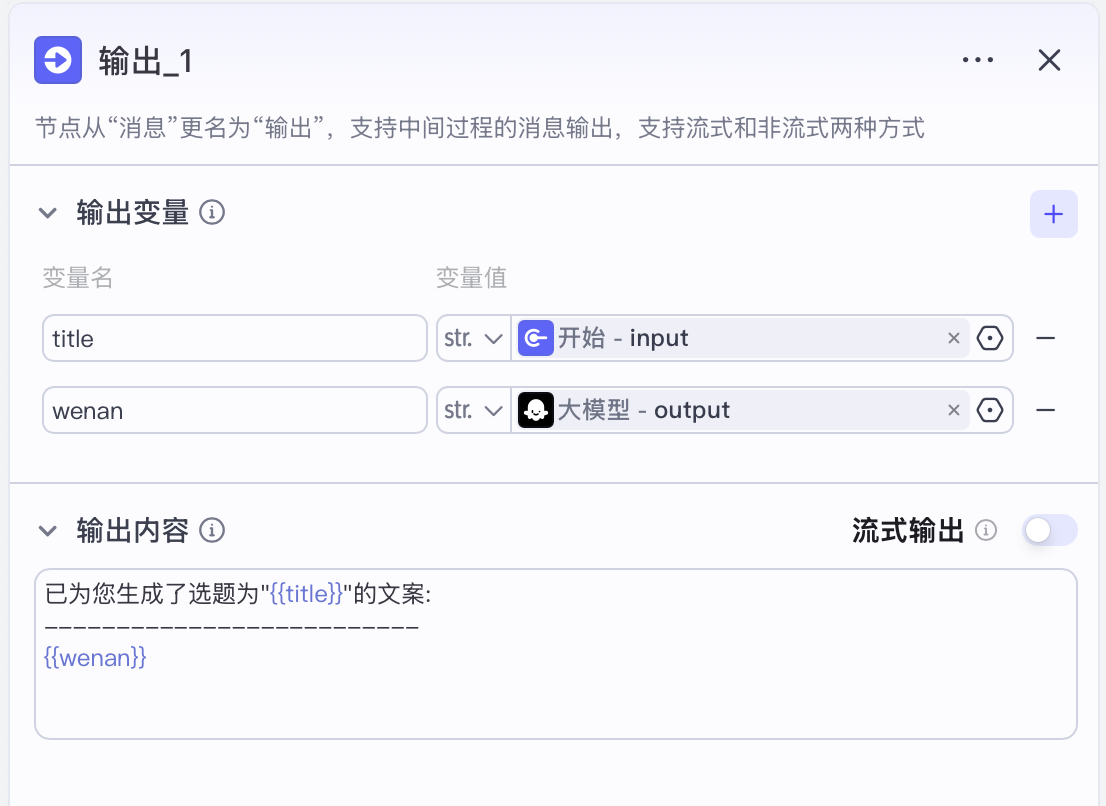 输出_1
节点从“消息”更名为“输出”，支持中间过程的消息输出，支持流式和非流式两种方式
输出变量
变量名 变量值
title str. 开始 - input
wenan str. 大模型 - output
输出内容 流式输出
已为您生成了选题为"{{title}}"的文案:
--------------------------
{{wenan}}